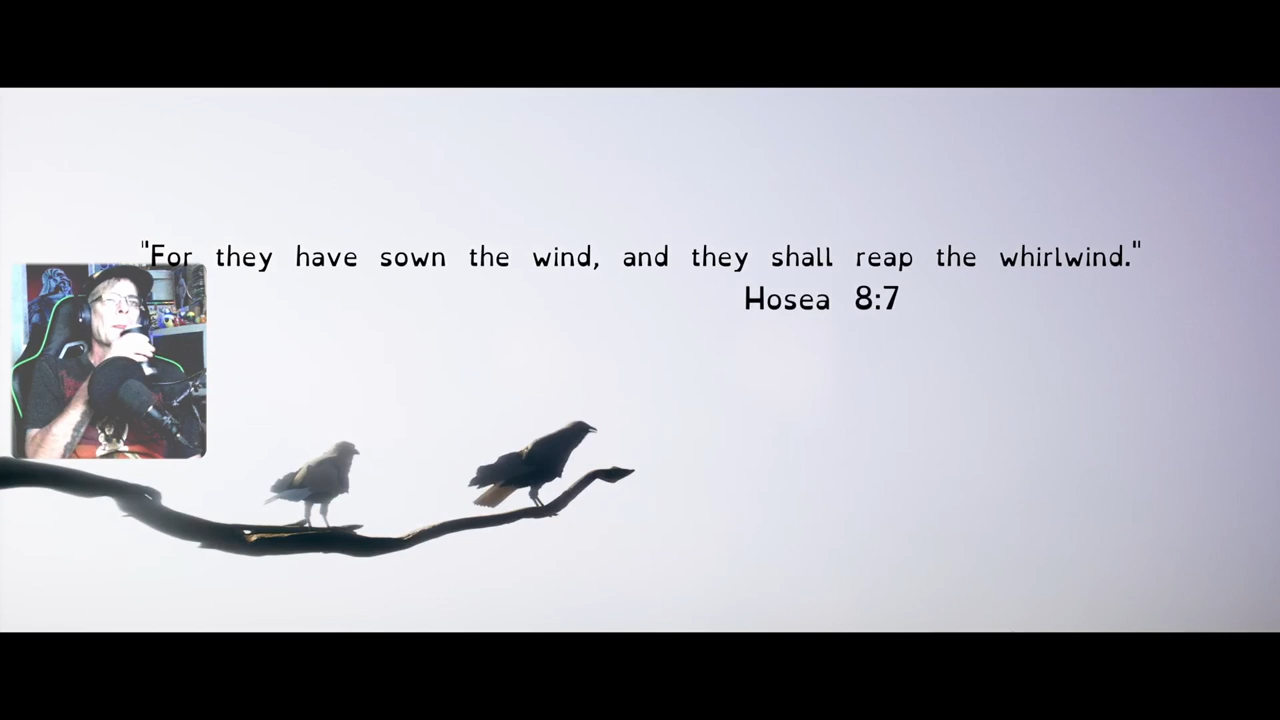 "For they have sown the wind, and they shall reap the whirlwind."
Hosea 8:7